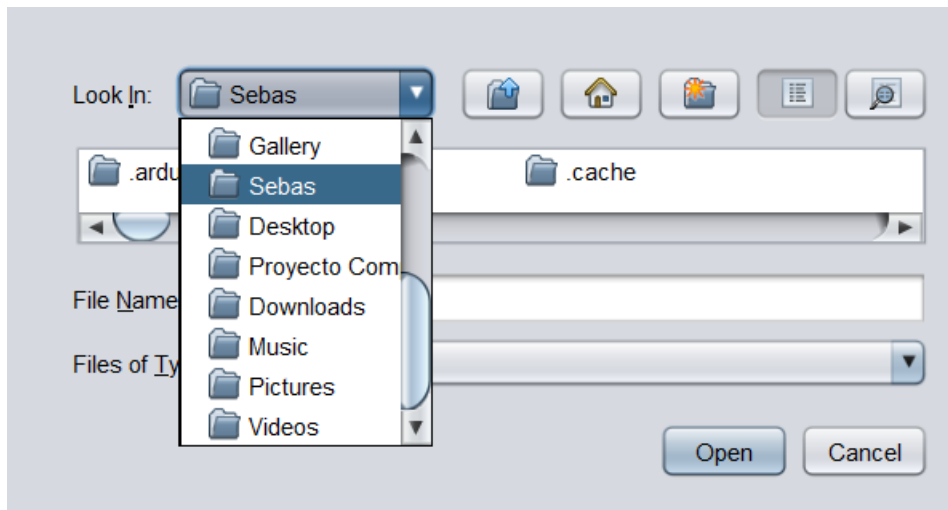 Look In: Sebas
Gallery
.ardu
.cache
Sebas
Desktop
Proyecto Com
File Name
Downloads
Music
Files of Ty
Pictures
Videos
Open Cancel